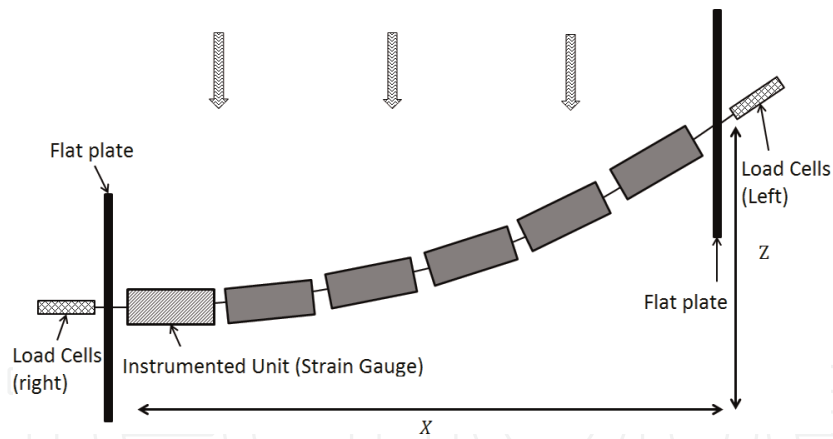 Flat plate
Load Cells
(Left)
Z
Flat plate
Load Cells
(right)
Instrumented Unit (Strain Gauge)
X